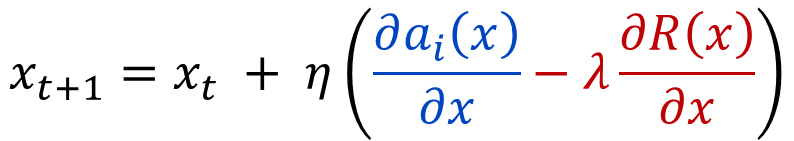 x_{t+1} = x_t + η ( ∂a_i(x)/∂x − λ ∂R(x)/∂x )